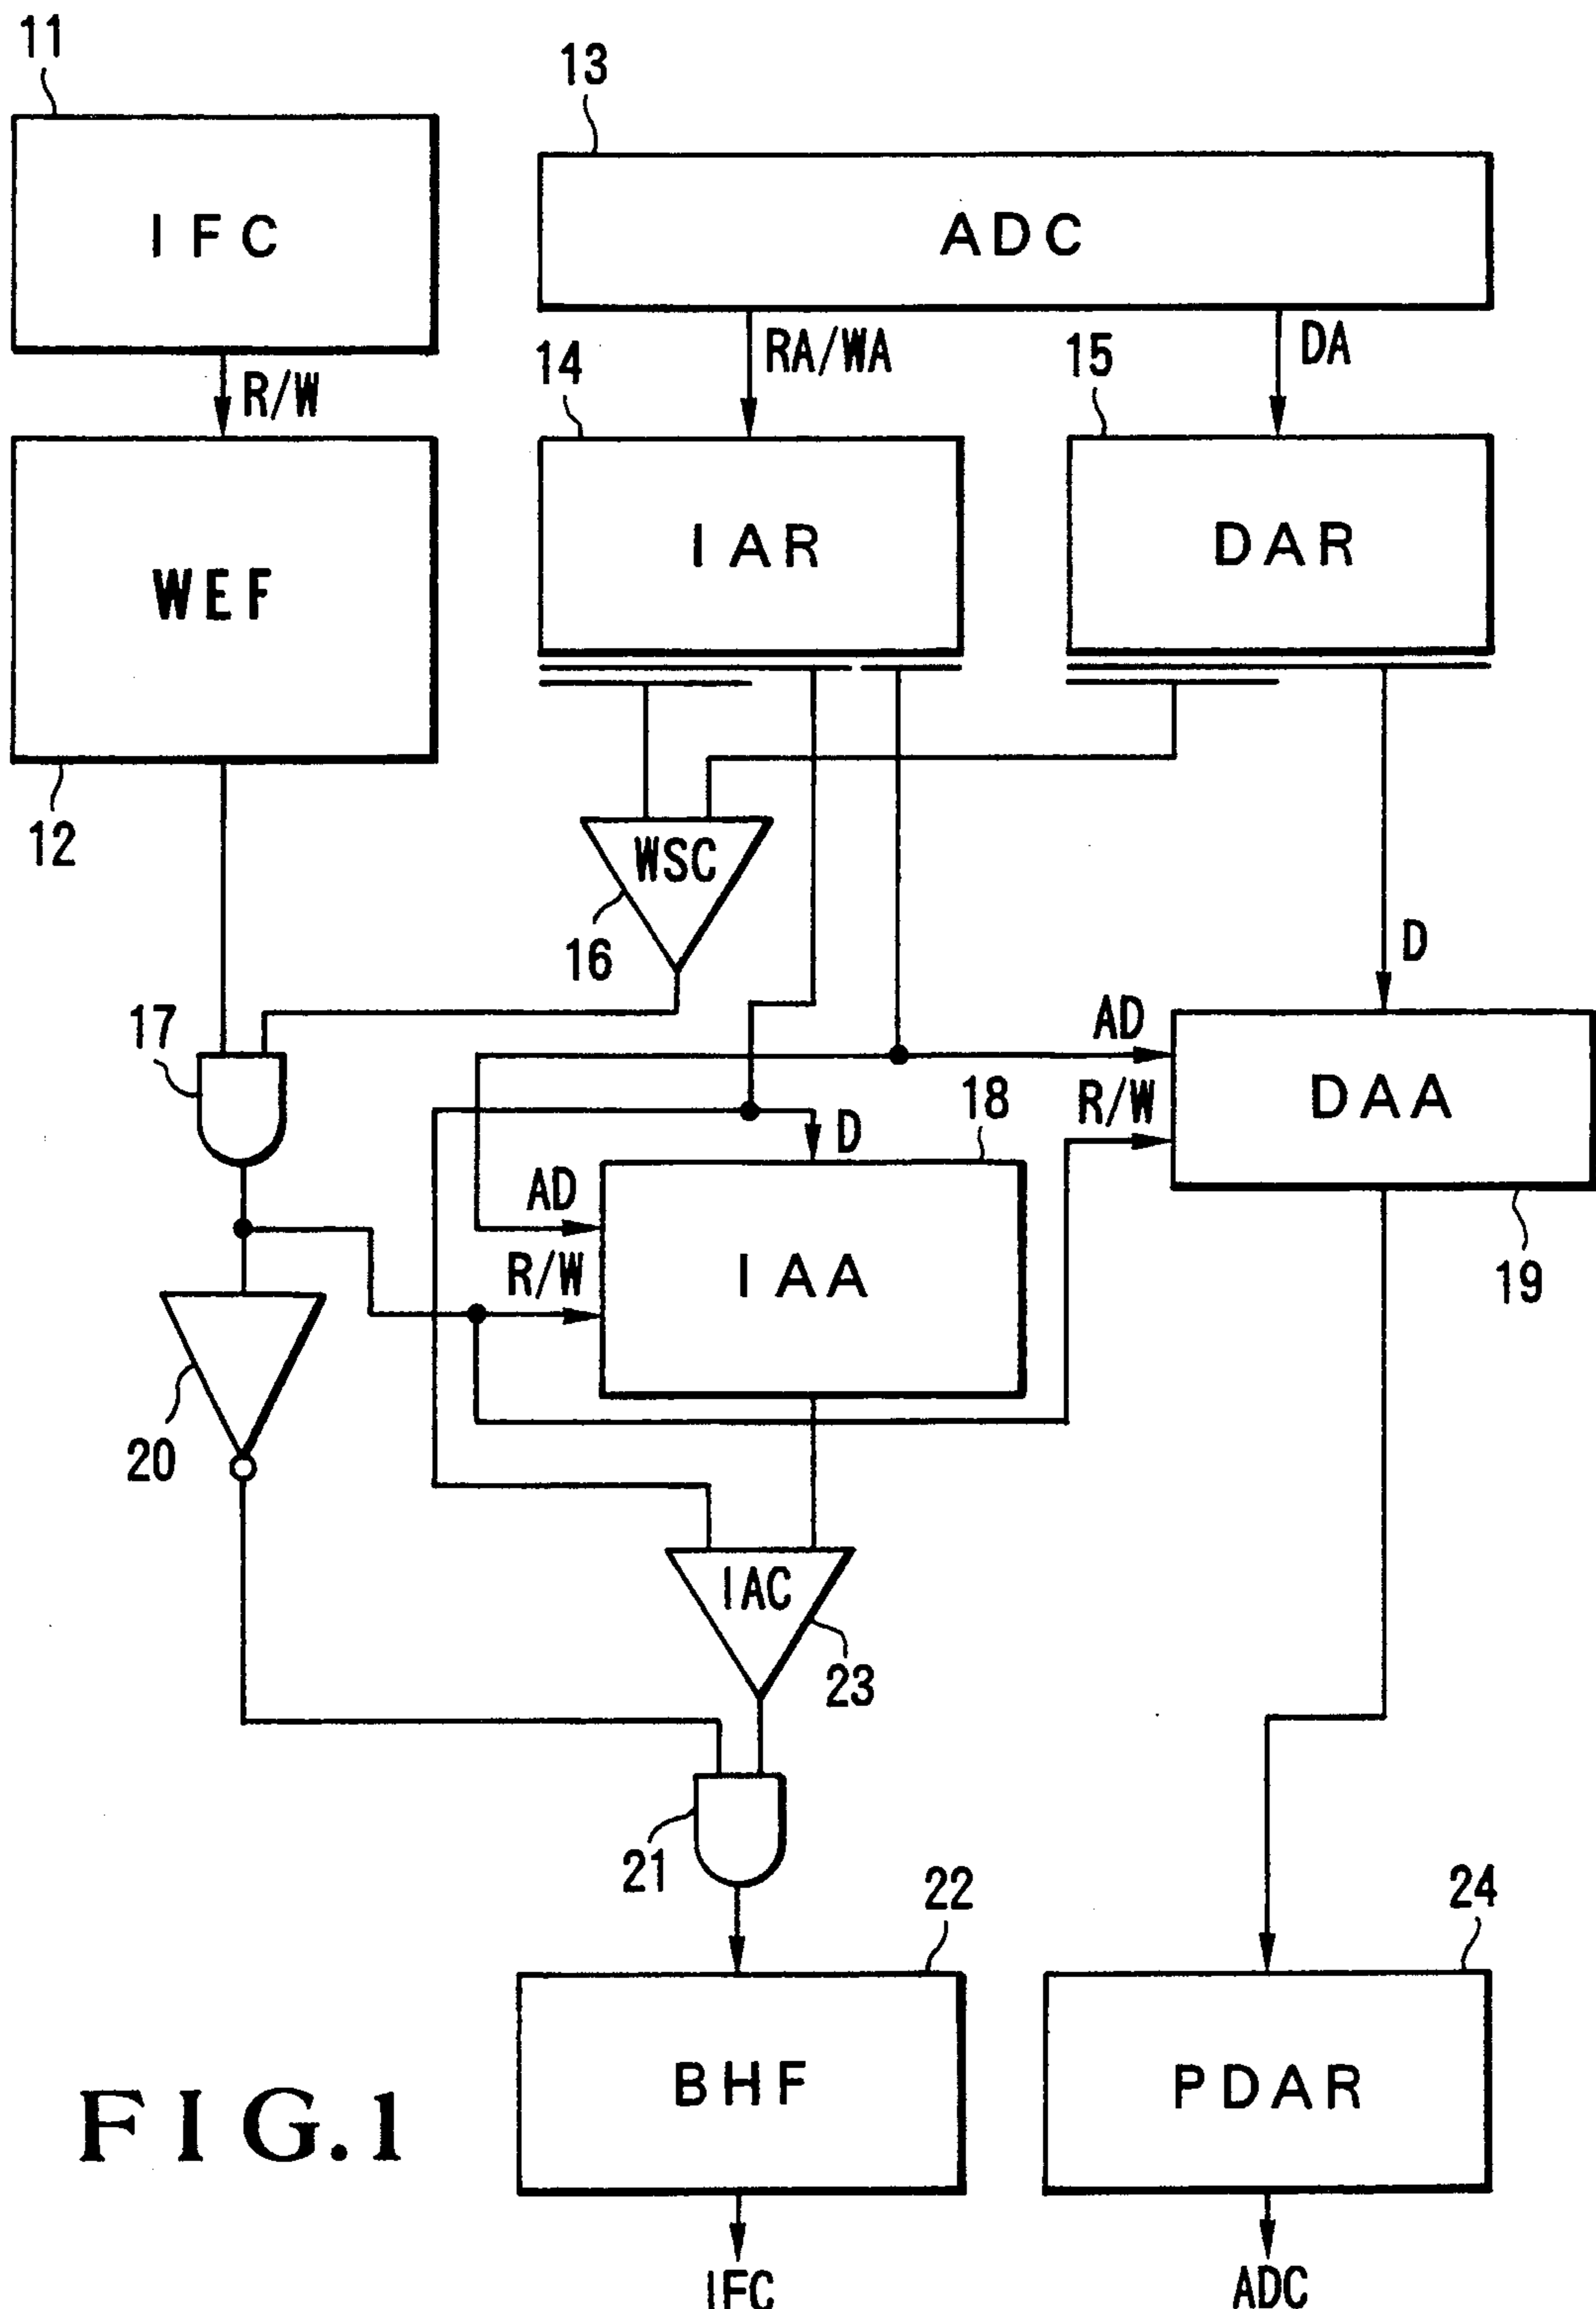 11
13
IFC
ADC
R/W
14
RA/WA
15
DA
WEF
IAR
DAR
12
WSC
16
D
17
AD
18
R/W
DAA
D
AD
R/W
IAA
19
20
IAC
23
21
22
24
BHF
PDAR
FIG.1
IFC
ADC